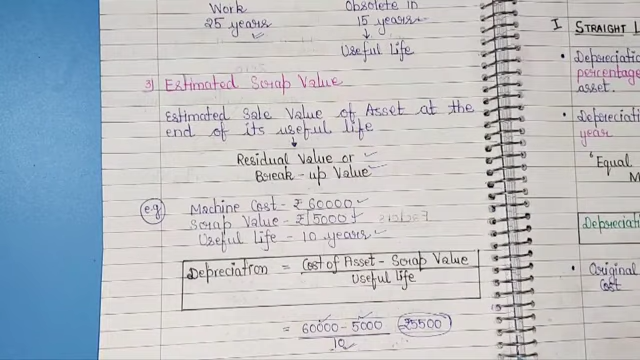 Work
25 years
Obsolete in
15 years
Useful Life
3) Estimated Scrap Value
Estimated Sale Value of Asset at the
end of its useful life
Residual Value or
Break-up Value
e.g
Machine Cost - ₹ 60000
Scrap Value - ₹ 5000
Useful Life - 10 years
Depreciation = Cost of Asset - Scrap Value
Useful Life
= 60000 - 5000
10
₹5500
I STRAIGHT L
• Depreciatio
percentage
asset.
• Depreciati
year
"Equal
M
Depreciati
• Original
Cost